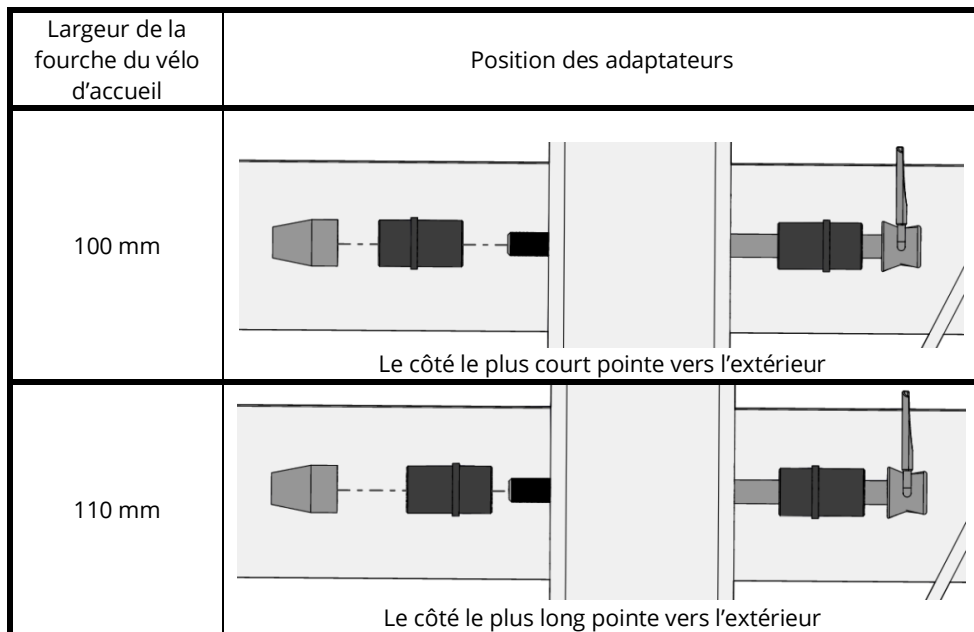 Largeur de la
fourche du vélo
d’accueil
Position des adaptateurs
100 mm
Le côté le plus court pointe vers l’extérieur
110 mm
Le côté le plus long pointe vers l’extérieur